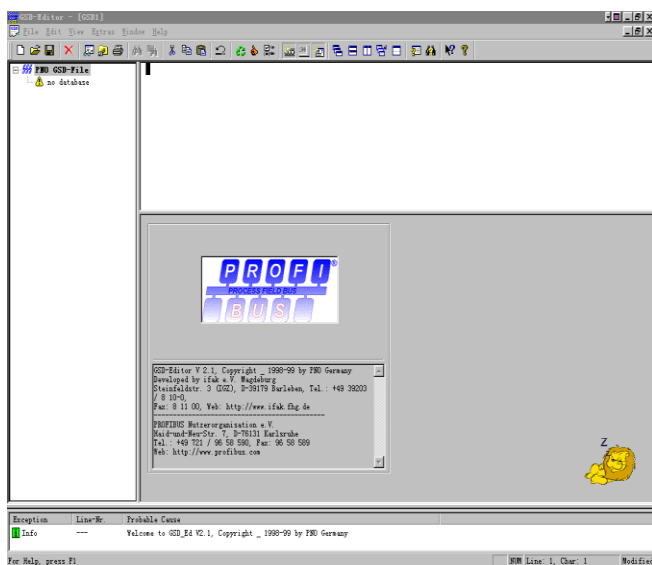 GSD-Editor - [GSD1]
File Edit View Extras Window Help
PNO GSD-File
no database
PROFI®
PROCESS FIELD BUS
BUS
GSD-Editor V 2.1, Copyright _ 1998-99 by PNO Germany
Developed by ifak e.V. Magdeburg
Steinfeldstr. 3 (IGZ), D-39179 Barleben, Tel.: +49 39203
/ 8 10-0,
Fax: 8 11 00, Web: http://www.ifak.fhg.de
--------------------------------------------------
PROFIBUS Nutzerorganisation e.V.
Haid-und-Neu-Str. 7, D-76131 Karlsruhe
Tel.: +49 721 / 96 58 590, Fax: 96 58 589
Web: http://www.profibus.com
Z
Exception Line-Nr. Probable Cause
Info --- Welcome to GSD_Ed V2.1, Copyright _ 1998-99 by PNO Germany
For Help, press F1
NUM Line: 1, Char: 1 Modified